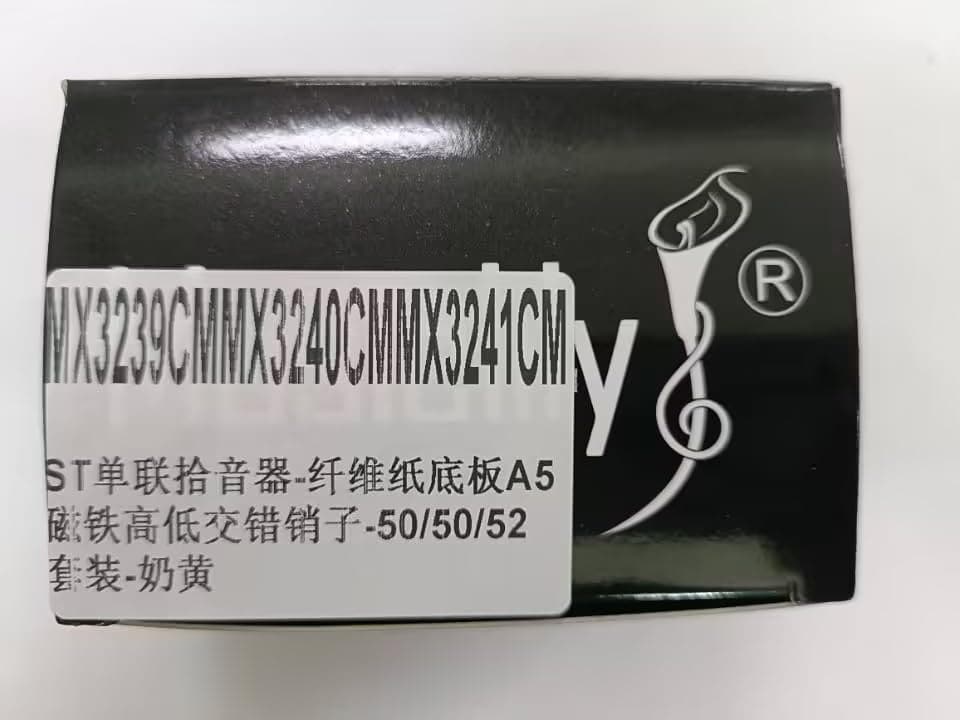 MX3239CMMX3240CMMX3241CM
ST单联拾音器-纤维纸底板A5
磁铁高低交错销子-50/50/52
套装-奶黄
®